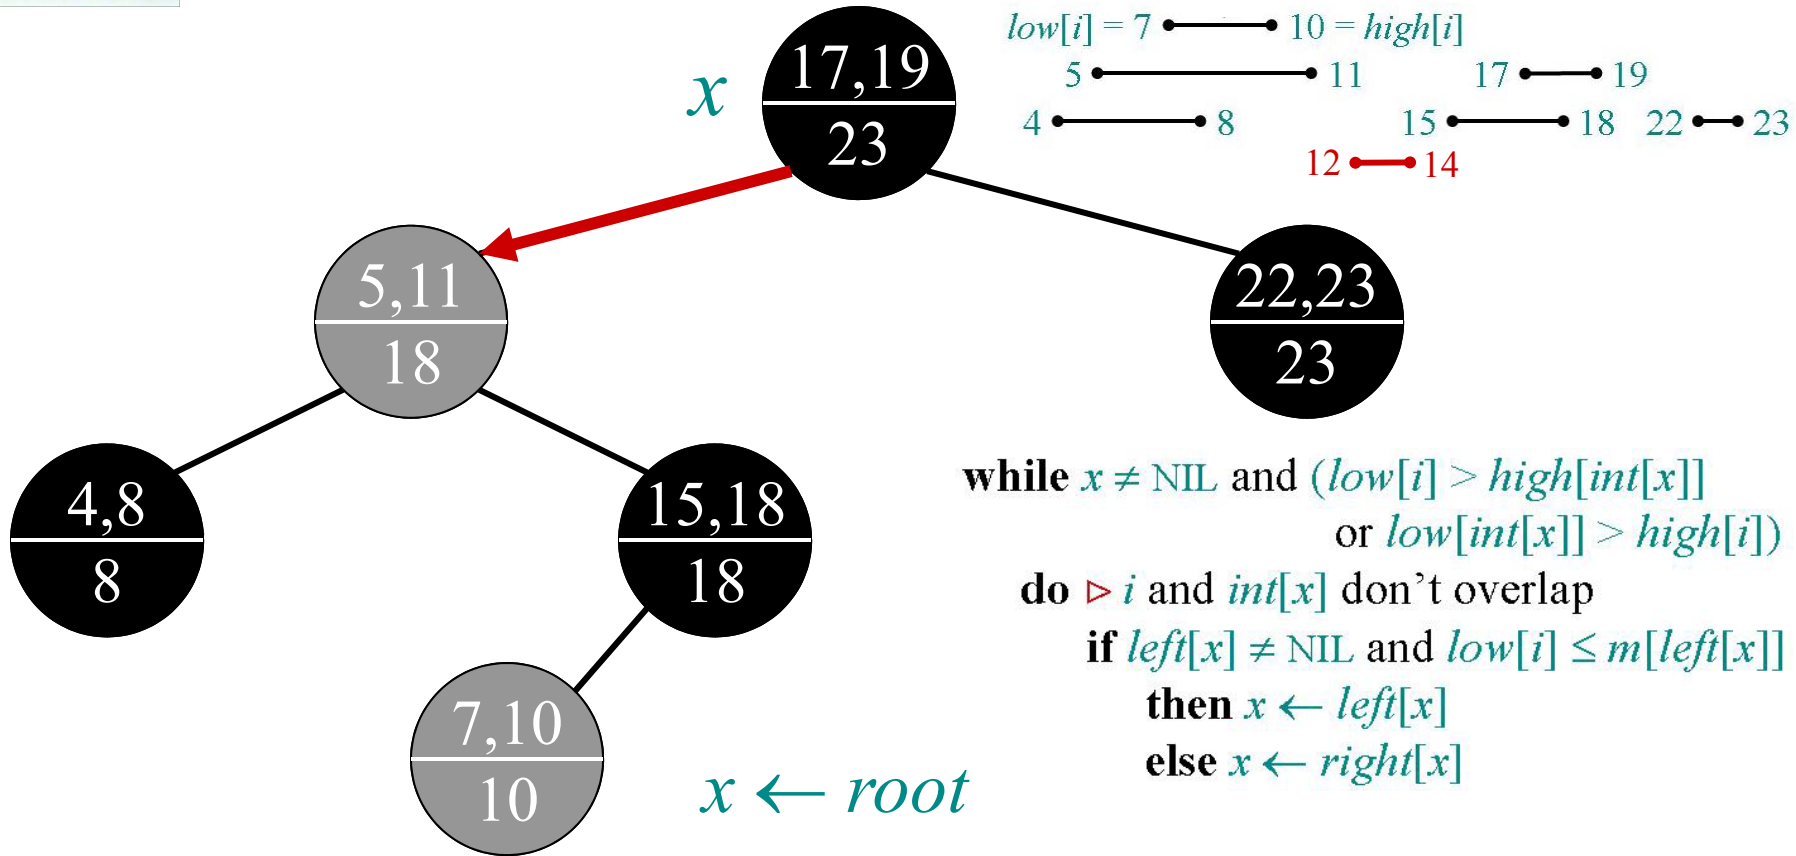 low[i] = 7 10 = high[i]
5 11 17 19
4 8 15 18 22 23
12 14
x
17,19
23
5,11
18
22,23
23
4,8
8
15,18
18
7,10
10
x ← root
while x ≠ NIL and (low[i] > high[int[x]]
or low[int[x]] > high[i])
do ▷ i and int[x] don’t overlap
if left[x] ≠ NIL and low[i] ≤ m[left[x]]
then x ← left[x]
else x ← right[x]